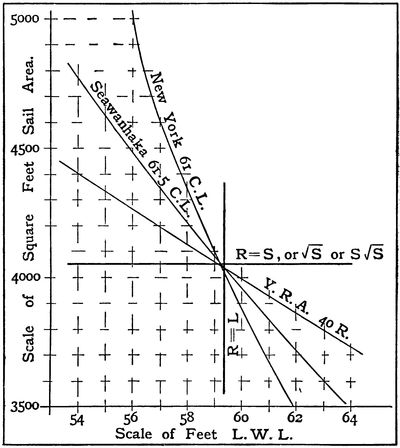 5000
4500
4000
3500
Scale of Square Feet Sail Area.
New York 61 C.L.
Seawanhaka 61.5 C.L.
R=S, or √S or S√S
Y.R.A. 40 R.
R=L
54 56 58 60 62 64
Scale of Feet L.W.L.